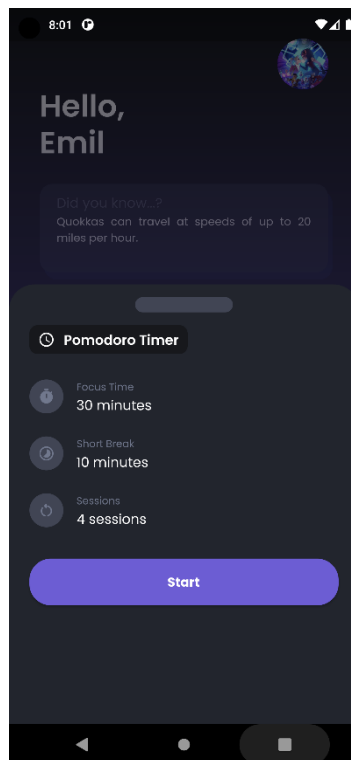 8:01
Hello,
Emil
Did you know...?
Quokkas can travel at speeds of up to 20
miles per hour.
Pomodoro Timer
Focus Time
30 minutes
Short Break
10 minutes
Sessions
4 sessions
Start